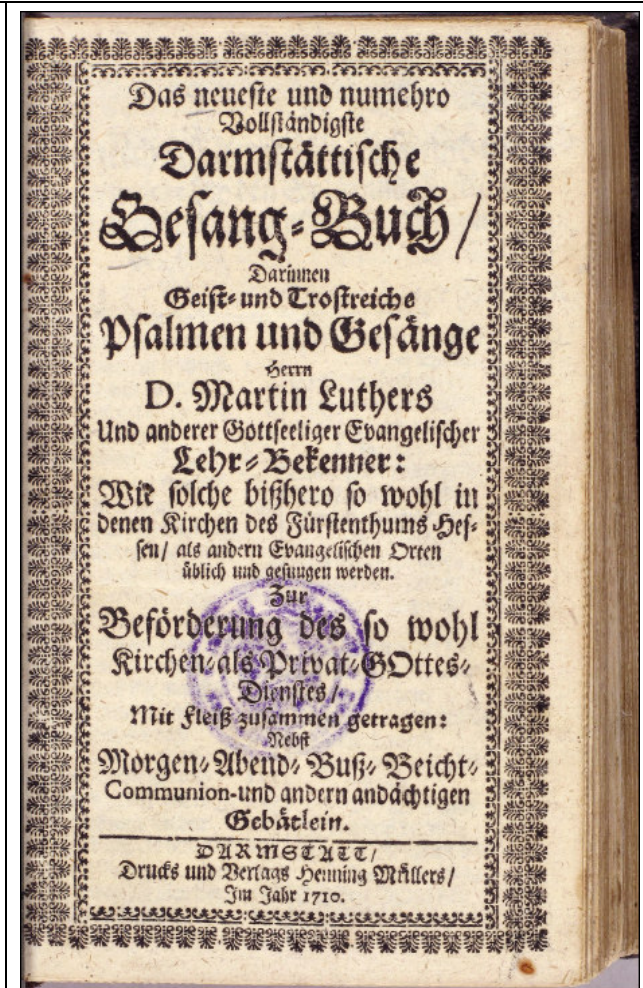 Das neueste und numehro
Vollständigste
Darmstättische
Gesang-Buch/
Darinnen
Geist- und Trostreiche
Psalmen und Gesänge
Herrn
D. Martin Luthers
Und anderer Gottseeliger Evangelischer
Lehr-Bekenner:
Wie solche bißhero so wohl in
denen Kirchen des Fürstenthums Hes-
sen/ als andern Evangelischen Orten
üblich und gesungen werden.
Zur
Beförderung des so wohl
Kirchen-als Privat-GOttes-
Dienstes/
Mit Fleiß zusammen getragen:
Nebst
Morgen-Abend-Buß-Beicht-
Communion-und andern andächtigen
Gebätlein.
DARMSTATT/
Drucks und Verlags Henning Müllers/
Im Jahr 1710.